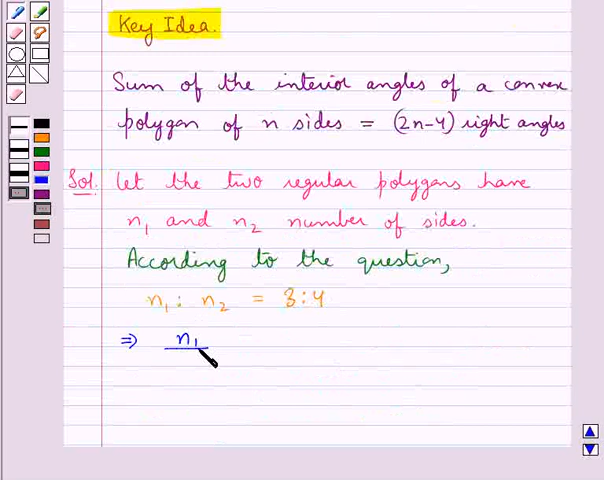 Key Idea.
Sum of the interior angles of a convex
polygon of n sides = (2n-4) right angles
Sol. Let the two regular polygons have
n₁ and n₂ number of sides.
According to the question,
n₁ : n₂ = 3:4
⇒ n₁